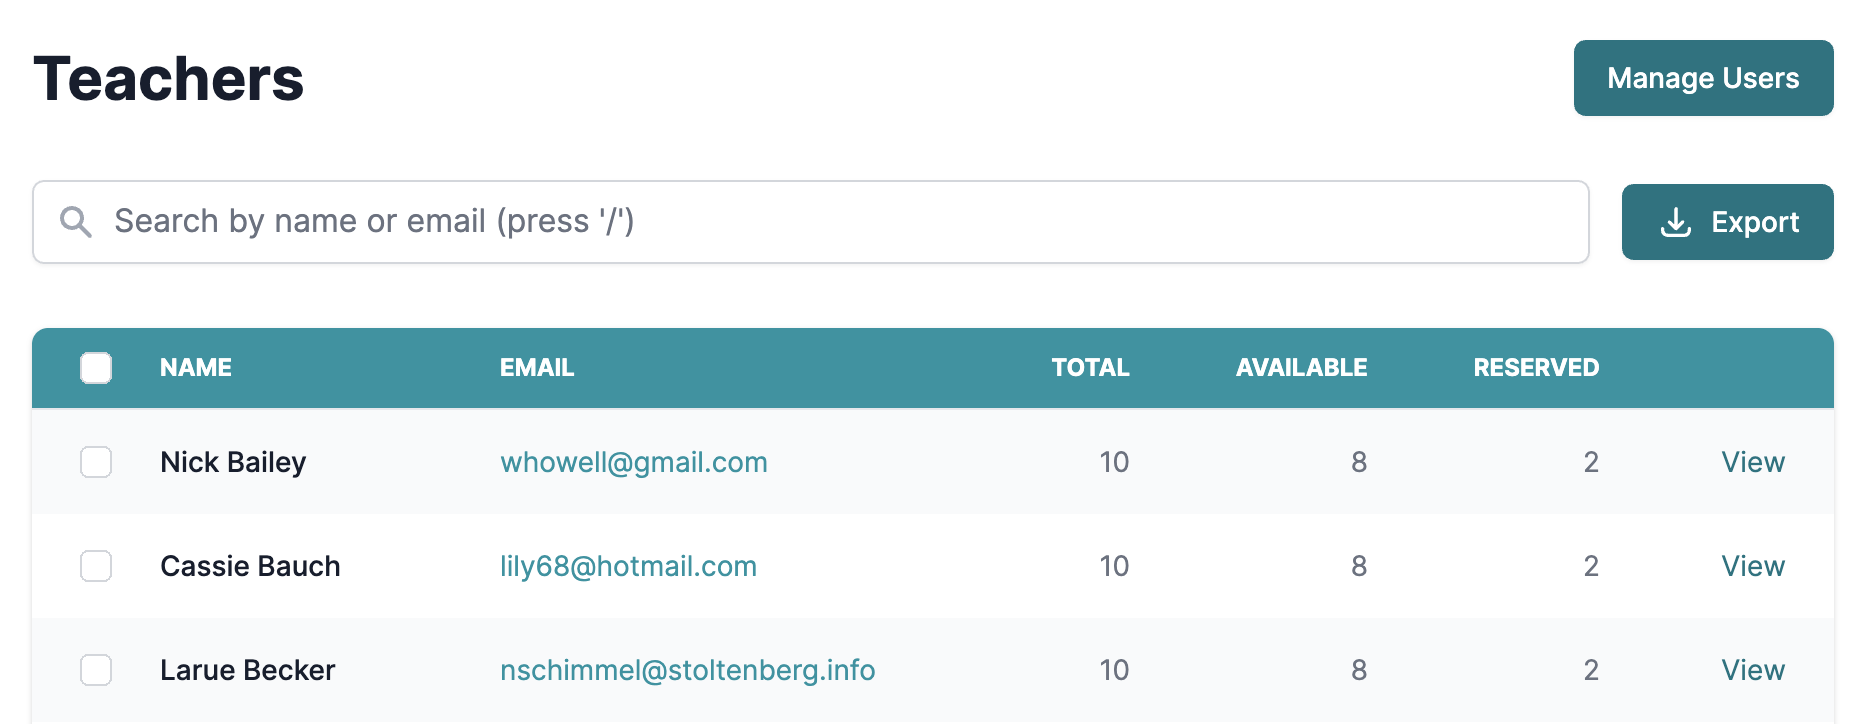 Teachers
Manage Users
Search by name or email (press '/')
Export
NAME EMAIL TOTAL AVAILABLE RESERVED
Nick Bailey whowell@gmail.com 10 8 2 View
Cassie Bauch lily68@hotmail.com 10 8 2 View
Larue Becker nschimmel@stoltenberg.info 10 8 2 View